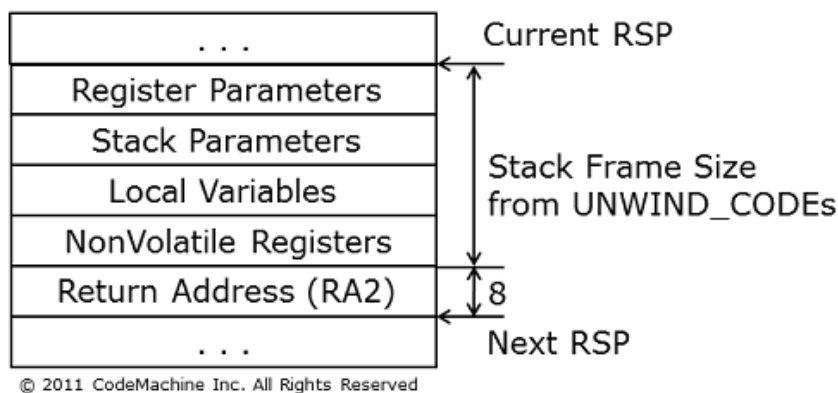 . . .
Current RSP
Register Parameters
Stack Parameters
Local Variables
NonVolatile Registers
Stack Frame Size
from UNWIND_CODEs
Return Address (RA2)
8
. . .
Next RSP
© 2011 CodeMachine Inc. All Rights Reserved